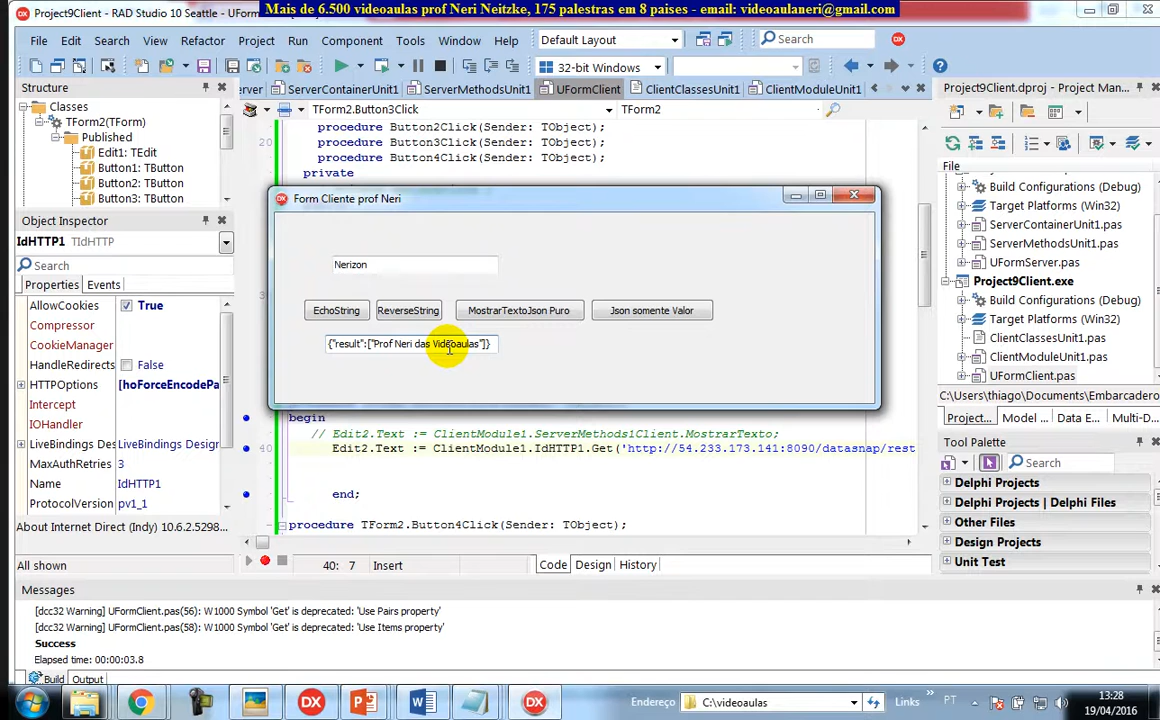 Mais de 6.500 videoaulas prof Neri Neitzke, 175 palestras em 8 paises - email: videoaulaneri@gmail.com
Project9Client - RAD Studio 10 Seattle - UFor
File Edit Search View Refactor Project Run Component Tools Window Help
Default Layout
Search
32-bit Windows
Structure
erver ServerContainerUnit1 ServerMethodsUnit1 UFormClient ClientClassesUnit1 ClientModuleUnit1
Project9Client.dproj - Project Man...
TForm2.Button3Click
TForm2
Classes
TForm2(TForm)
Published
Edit1: TEdit
Button1: TButton
Button2: TButton
Button3: TButton
20
procedure Button2Click(Sender: TObject);
procedure Button3Click(Sender: TObject);
procedure Button4Click(Sender: TObject);
private
File
Build Configurations (Debug)
Target Platforms (Win32)
ServerContainerUnit1.pas
ServerMethodsUnit1.pas
UFormServer.pas
Project9Client.exe
Build Configurations (Debug)
Target Platforms (Win32)
ClientClassesUnit1.pas
ClientModuleUnit1.pas
UFormClient.pas
C:\Users\thiago\Documents\Embarcadero
Project... Model ... Data E... Multi-D...
Form Cliente prof Neri
Nerizon
EchoString
ReverseString
MostrarTextoJson Puro
Json somente Valor
{"result":["Prof Neri das Videoaulas"]}
Object Inspector
IdHTTP1 TIdHTTP
Search
Properties Events
AllowCookies True
Compressor
CookieManager
HandleRedirects False
HTTPOptions [hoForceEncodePa
Intercept
IOHandler
LiveBindings Des LiveBindings Design
MaxAuthRetries 3
Name IdHTTP1
ProtocolVersion pv1_1
About Internet Direct (Indy) 10.6.2.5298...
All shown
begin
// Edit2.Text := ClientModule1.ServerMethods1Client.MostrarTexto;
40
Edit2.Text := ClientModule1.IdHTTP1.Get('http://54.233.173.141:8090/datasnap/rest
end;
procedure TForm2.Button4Click(Sender: TObject);
40: 7 Insert
Code Design History
Tool Palette
Search
Delphi Projects
Delphi Projects | Delphi Files
Other Files
Design Projects
Unit Test
Messages
[dcc32 Warning] UFormClient.pas(56): W1000 Symbol 'Get' is deprecated: 'Use Pairs property'
[dcc32 Warning] UFormClient.pas(58): W1000 Symbol 'Get' is deprecated: 'Use Items property'
Success
Elapsed time: 00:00:03.8
Build Output
Endereço C:\videoaulas
Links
PT
13:28
19/04/2016